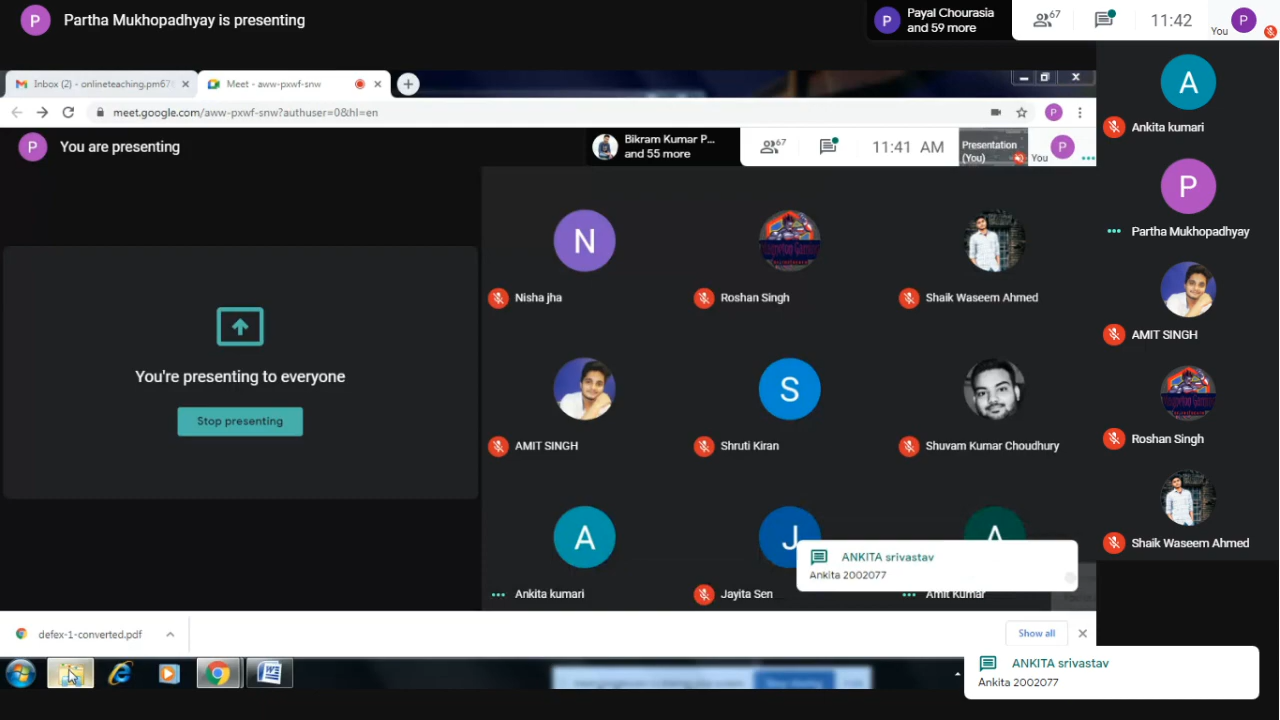 P
Partha Mukhopadhyay is presenting
P
Payal Chourasia
and 59 more
67
11:42
You
P
Inbox (2) - onlineteaching.pm67
Meet - aww-pxwf-snw
meet.google.com/aww-pxwf-snw?authuser=0&hl=en
P
P
You are presenting
Bikram Kumar P...
and 55 more
67
11:41 AM
Presentation
(You)
You
P
A
Ankita kumari
P
Partha Mukhopadhyay
AMIT SINGH
Roshan Singh
Shaik Waseem Ahmed
You're presenting to everyone
Stop presenting
N
Nisha jha
Roshan Singh
Shaik Waseem Ahmed
AMIT SINGH
S
Shruti Kiran
Shuvam Kumar Choudhury
A
Ankita kumari
J
Jayita Sen
A
Amit Kumar
ANKITA srivastav
Ankita 2002077
defex-1-converted.pdf
Show all
ANKITA srivastav
Ankita 2002077